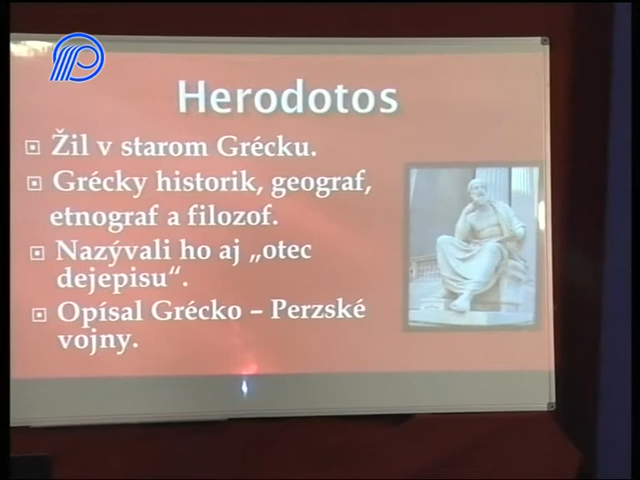 Herodotos
Žil v starom Grécku.
Grécky historik, geograf,
etnograf a filozof.
Nazývali ho aj „otec
dejepisu“.
Opísal Grécko – Perzské
vojny.